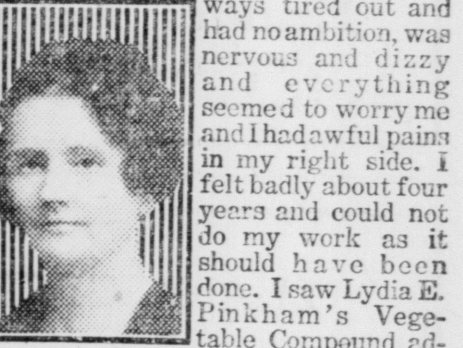 ways tired out and
had no ambition, was
nervous and dizzy
and everything
seemed to worry me
and I had awful pains
in my right side. I
felt badly about four
years and could not
do my work as it
should have been
done. I saw Lydia E.
Pinkham's Vege-
table Compound ad-